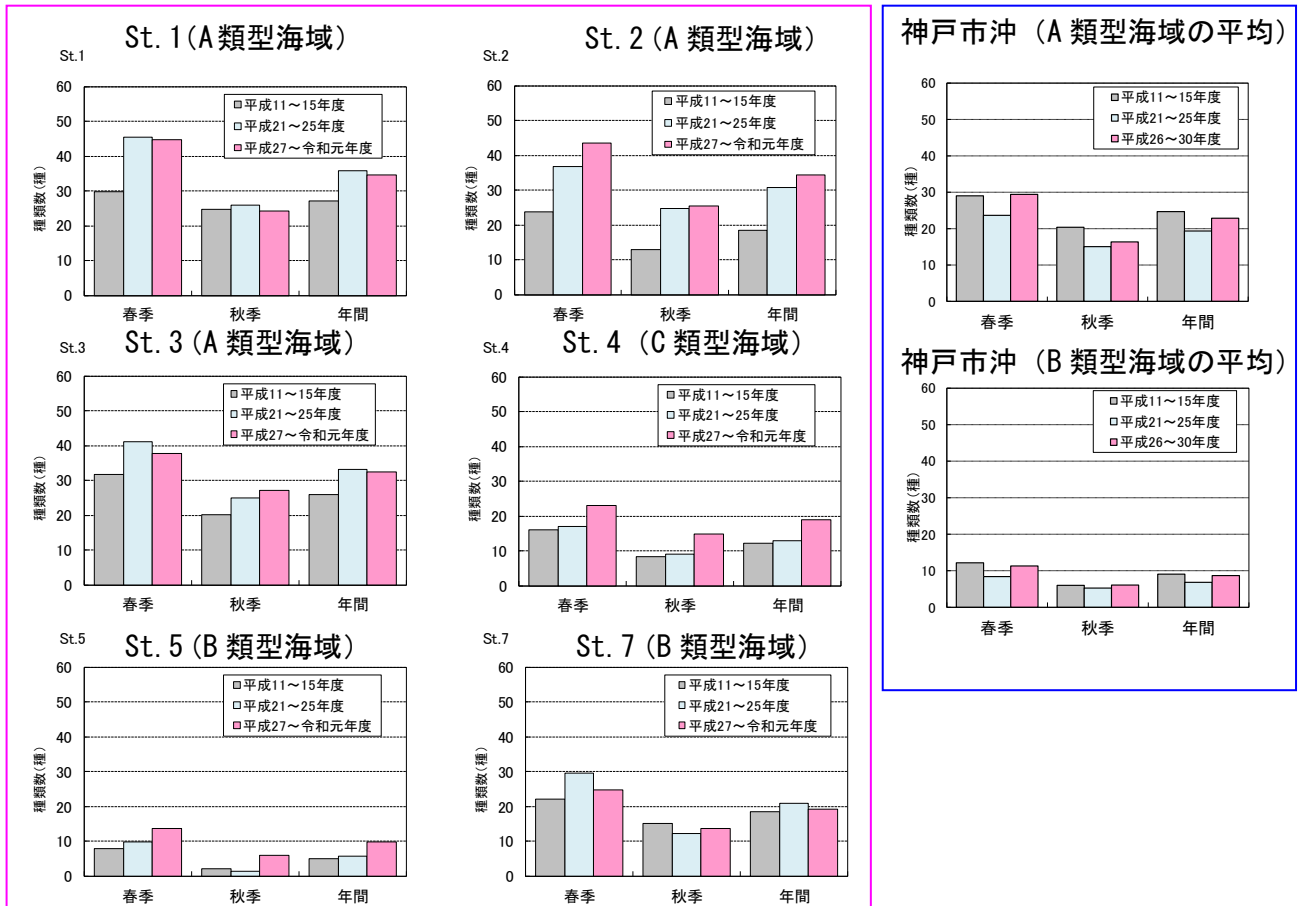 St.1(A類型海域)
St.1
種類数(種)
60
50
40
30
20
10
0
平成11～15年度
平成21～25年度
平成27～令和元年度
春季
秋季
年間
St.2(A類型海域)
St.2
種類数(種)
60
50
40
30
20
10
0
平成11～15年度
平成21～25年度
平成27～令和元年度
春季
秋季
年間
St.3(A類型海域)
St.3
種類数(種)
60
50
40
30
20
10
0
平成11～15年度
平成21～25年度
平成27～令和元年度
春季
秋季
年間
St.4(C類型海域)
St.4
種類数(種)
60
50
40
30
20
10
0
平成11～15年度
平成21～25年度
平成27～令和元年度
春季
秋季
年間
St.5(B類型海域)
St.5
種類数(種)
60
50
40
30
20
10
0
平成11～15年度
平成21～25年度
平成27～令和元年度
春季
秋季
年間
St.7(B類型海域)
St.7
種類数(種)
60
50
40
30
20
10
0
平成11～15年度
平成21～25年度
平成27～令和元年度
春季
秋季
年間
神戸市沖（A類型海域の平均）
種類数(種)
60
50
40
30
20
10
0
平成11～15年度
平成21～25年度
平成26～30年度
春季
秋季
年間
神戸市沖（B類型海域の平均）
種類数(種)
60
50
40
30
20
10
0
平成11～15年度
平成21～25年度
平成26～30年度
春季
秋季
年間